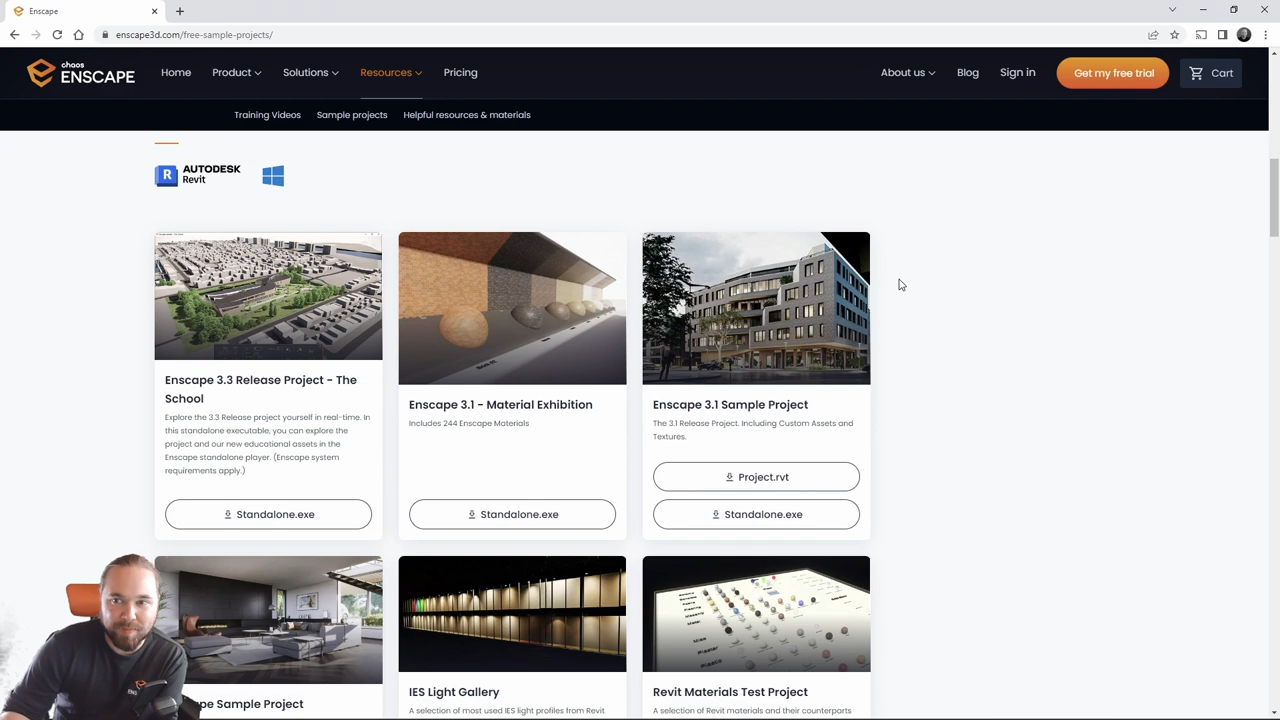 Enscape
enscape3d.com/free-sample-projects/
chaos
ENSCAPE
Home
Product
Solutions
Resources
Pricing
About us
Blog
Sign in
Get my free trial
Cart
Training Videos
Sample projects
Helpful resources & materials
R
AUTODESK
Revit
Enscape 3.3 Release Project - The
School
Explore the 3.3 Release project yourself in real-time. In
this standalone executable, you can explore the
project and our new educational assets in the
Enscape standalone player. (Enscape system
requirements apply.)
Standalone.exe
Enscape 3.1 - Material Exhibition
Includes 244 Enscape Materials
Standalone.exe
Enscape 3.1 Sample Project
The 3.1 Release Project. Including Custom Assets and
Textures.
Project.rvt
Standalone.exe
ape Sample Project
IES Light Gallery
A selection of most used IES light profiles from Revit
Revit Materials Test Project
A selection of Revit materials and their counterparts